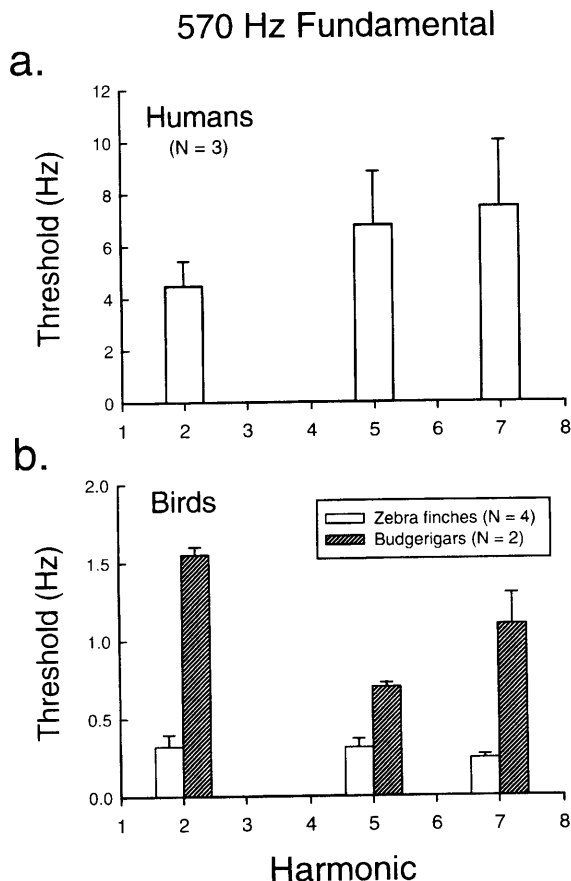 570 Hz Fundamental
a.
Humans
(N = 3)
Threshold (Hz)
12
10
8
6
4
2
0
1 2 3 4 5 6 7 8
b.
Birds
Zebra finches (N = 4)
Budgerigars (N = 2)
Threshold (Hz)
2.0
1.5
1.0
0.5
0.0
1 2 3 4 5 6 7 8
Harmonic